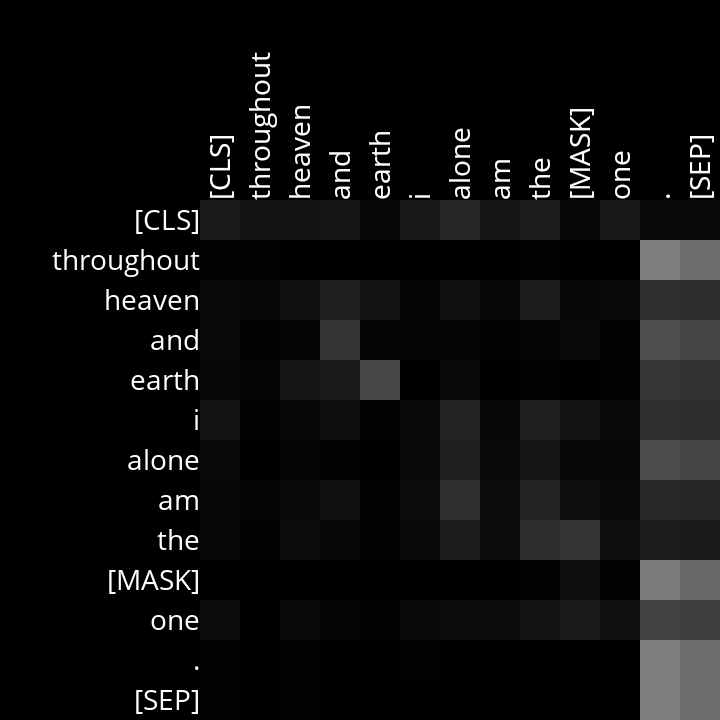 [CLS]
throughout
heaven
and
earth
i
alone
am
the
[MASK]
one
.
[SEP]
[CLS]
throughout
heaven
and
earth
i
alone
am
the
[MASK]
one
.
[SEP]